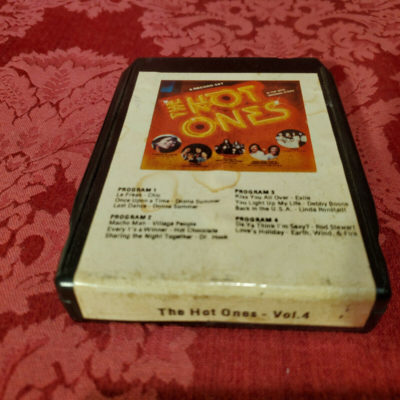 4 RECORD SET
THE HOT
ONES
PROGRAM 1
Le Freak - Chic
Once Upon a Time - Donna Summer
Last Dance - Donna Summer
PROGRAM 2
Macho Man - Village People
Every 1's a Winner - Hot Chocolate
Sharing the Night Together - Dr. Hook
PROGRAM 3
Kiss You All Over - Exile
You Light Up My Life - Debby Boone
Back in the U.S.A. - Linda Ronstadt
PROGRAM 4
Da Ya Think I'm Sexy? - Rod Stewart
Love's Holiday - Earth, Wind, & Fire
The Hot Ones - Vol.4